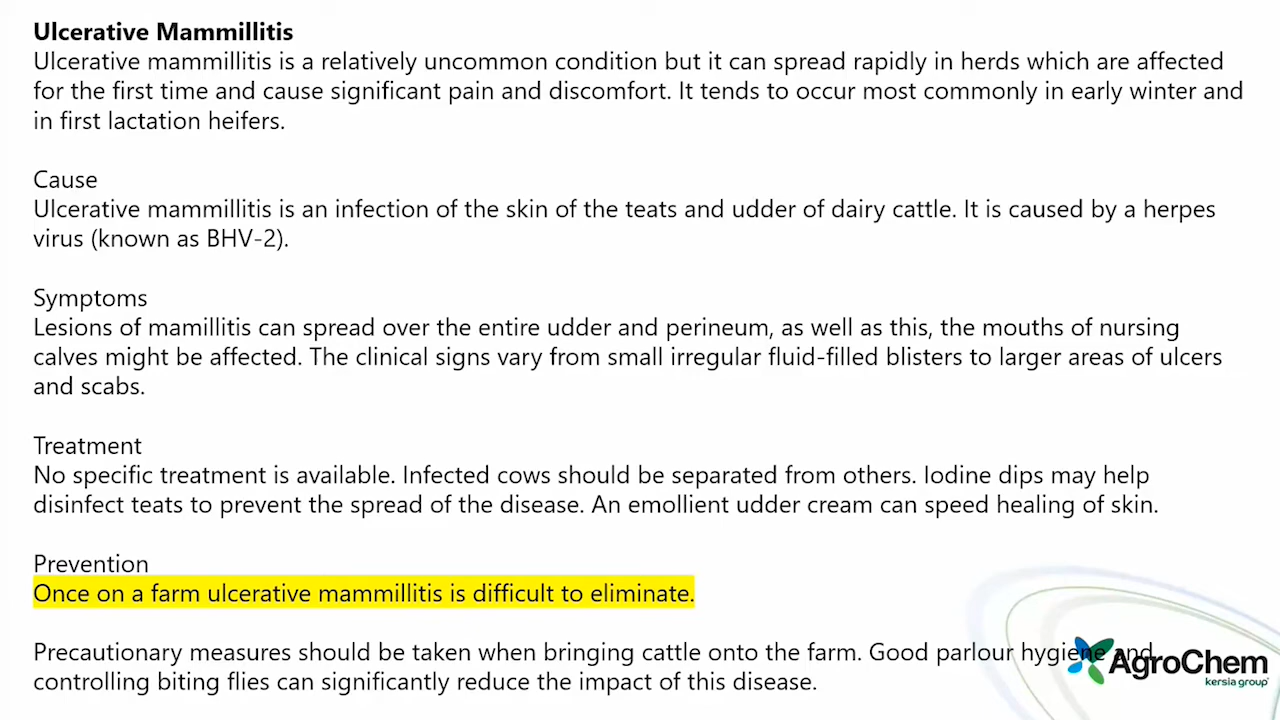 Ulcerative Mammillitis
Ulcerative mammillitis is a relatively uncommon condition but it can spread rapidly in herds which are affected
for the first time and cause significant pain and discomfort. It tends to occur most commonly in early winter and
in first lactation heifers.
Cause
Ulcerative mammillitis is an infection of the skin of the teats and udder of dairy cattle. It is caused by a herpes
virus (known as BHV-2).
Symptoms
Lesions of mamillitis can spread over the entire udder and perineum, as well as this, the mouths of nursing
calves might be affected. The clinical signs vary from small irregular fluid-filled blisters to larger areas of ulcers
and scabs.
Treatment
No specific treatment is available. Infected cows should be separated from others. Iodine dips may help
disinfect teats to prevent the spread of the disease. An emollient udder cream can speed healing of skin.
Prevention
Once on a farm ulcerative mammillitis is difficult to eliminate.
Precautionary measures should be taken when bringing cattle onto the farm. Good parlour hygiene and
controlling biting flies can significantly reduce the impact of this disease.
AgroChem
kersia group